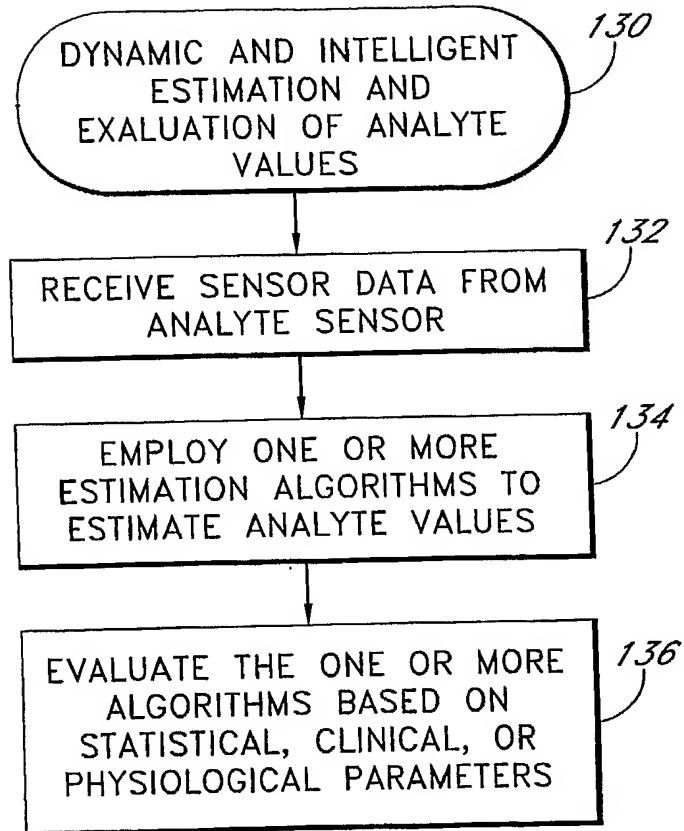 130
DYNAMIC AND INTELLIGENT
ESTIMATION AND
EXALUATION OF ANALYTE
VALUES
132
RECEIVE SENSOR DATA FROM
ANALYTE SENSOR
134
EMPLOY ONE OR MORE
ESTIMATION ALGORITHMS TO
ESTIMATE ANALYTE VALUES
136
EVALUATE THE ONE OR MORE
ALGORITHMS BASED ON
STATISTICAL, CLINICAL, OR
PHYSIOLOGICAL PARAMETERS